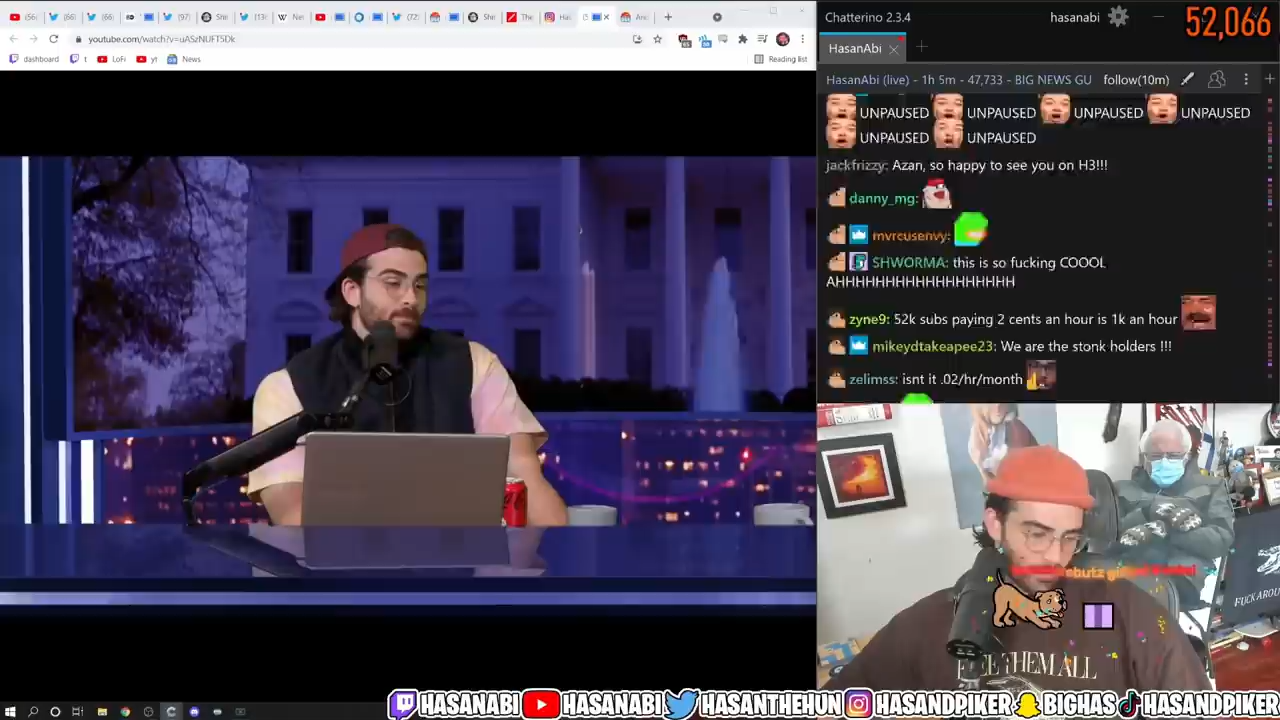 Chatterino 2.3.4
hasanabi
52,066
youtube.com/watch?v=uASzNUFT5Dk
HasanAbi
dashboard
t
LoFi
yt
News
Reading list
HasanAbi (live) - 1h 5m - 47,733 - BIG NEWS GU
follow(10m)
UNPAUSED UNPAUSED UNPAUSED UNPAUSED
UNPAUSED UNPAUSED
jackfrizzy: Azan, so happy to see you on H3!!!
danny_mg:
mvrcusenvy:
$HWORMA: this is so fucking COOOL
AHHHHHHHHHHHHHHHHHHH
zyne9: 52k subs paying 2 cents an hour is 1k an hour
mikeydtakeapee23: We are the stonk holders !!!
zelimss: isnt it .02/hr/month
HASANABI HASANABI HASANTHEHUN HASANDPIKER BIGHAS HASANDPIKER